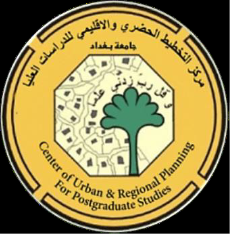 مركز التخطيط الحضري والاقليمي للدراسات العليا
جامعة بغداد
و قل رب زدني علما
Center of Urban & Regional Planning
For Postgraduate Studies